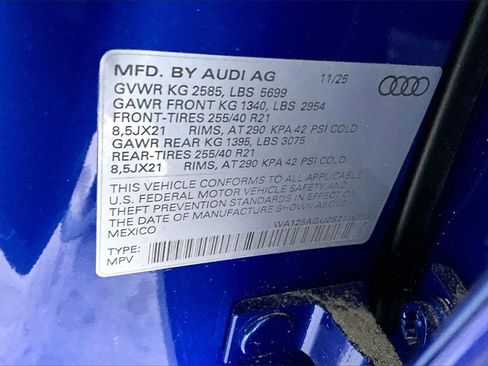 MFD. BY AUDI AG 11/25
GVWR KG 2585, LBS 5699
GAWR FRONT KG 1340, LBS 2954
FRONT-TIRES 255/40 R21
8,5JX21 RIMS, AT 290 KPA 42 PSI COLD
GAWR REAR KG 1395, LBS 3075
REAR-TIRES 255/40 R21
8,5JX21 RIMS, AT 290 KPA 42 PSI COLD
THIS VEHICLE CONFORMS TO ALL APPLICABLE
U.S. FEDERAL MOTOR VEHICLE SAFETY AND
THEFT PREVENTION STANDARDS IN EFFECT ON
THE DATE OF MANUFACTURE SHOWN ABOVE
MEXICO
TYPE:
MPV